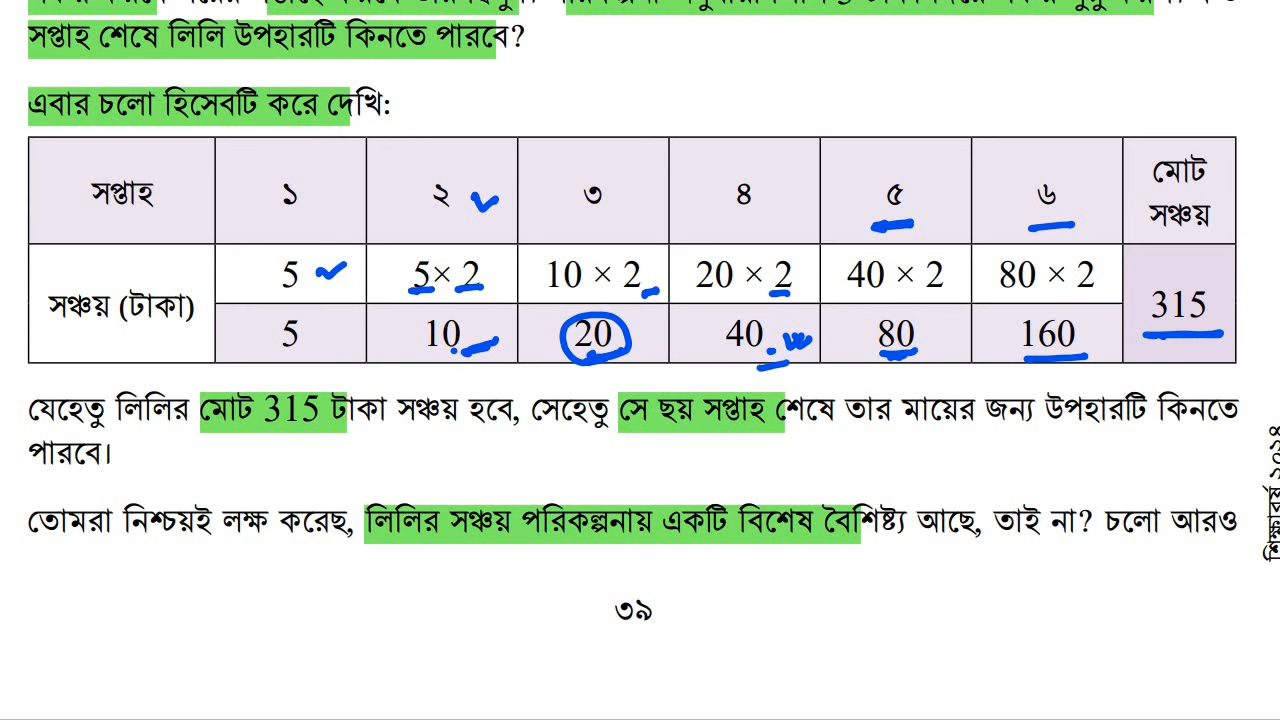 সপ্তাহ শেষে লিলি উপহারটি কিনতে পারবে?
এবার চলো হিসেবটি করে দেখি:
সপ্তাহ ১ ২ ৩ ৪ ৫ ৬ মোট সঞ্চয়
সঞ্চয় (টাকা) 5 5× 2 10 × 2 20 × 2 40 × 2 80 × 2 315
5 10 20 40 80 160
যেহেতু লিলির মোট 315 টাকা সঞ্চয় হবে, সেহেতু সে ছয় সপ্তাহ শেষে তার মায়ের জন্য উপহারটি কিনতে
পারবে।
তোমরা নিশ্চয়ই লক্ষ করেছ, লিলির সঞ্চয় পরিকল্পনায় একটি বিশেষ বৈশিষ্ট্য আছে, তাই না? চলো আরও
৩৯
শিক্ষাবর্ষ ২০২৪